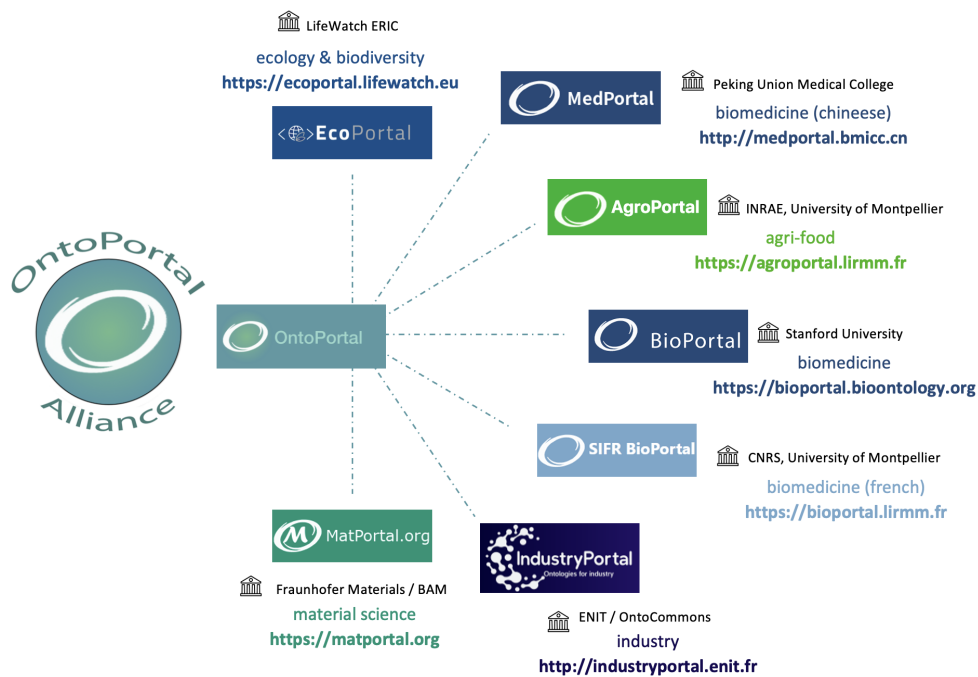 LifeWatch ERIC
ecology & biodiversity
https://ecoportal.lifewatch.eu
<>EcoPortal
MedPortal
Peking Union Medical College
biomedicine (chineese)
http://medportal.bmicc.cn
AgroPortal
INRAE, University of Montpellier
agri-food
https://agroportal.lirmm.fr
OntoPortal
Alliance
OntoPortal
BioPortal
Stanford University
biomedicine
https://bioportal.bioontology.org
SIFR BioPortal
CNRS, University of Montpellier
biomedicine (french)
https://bioportal.lirmm.fr
M MatPortal.org
Fraunhofer Materials / BAM
material science
https://matportal.org
IndustryPortal
Ontologies for industry
ENIT / OntoCommons
industry
http://industryportal.enit.fr